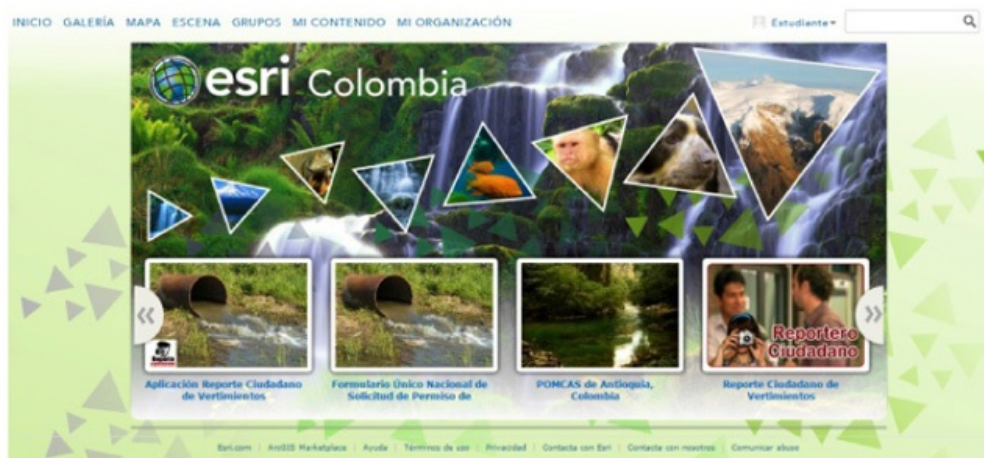 INICIO GALERÍA MAPA ESCENA GRUPOS MI CONTENIDO MI ORGANIZACIÓN
Estudiante
esri Colombia
Reportero
Ciudadano
Aplicación Reporte Ciudadano
de Vertimientos
Formulario Único Nacional de
Solicitud de Permiso de
POMCAS de Antioquia,
Colombia
Reporte Ciudadano de
Vertimientos
Esri.com | ArcGIS Marketplace | Ayuda | Términos de uso | Privacidad | Contacta con Esri | Contacta con nosotros | Comunicar abuso